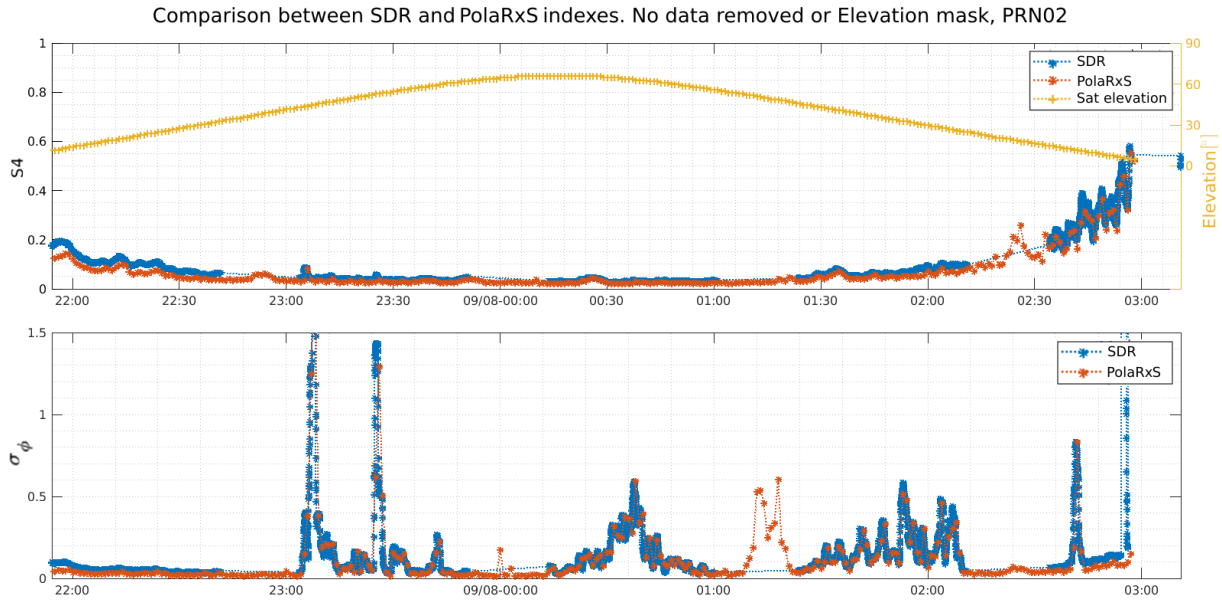 Comparison between SDR and PolaRxS indexes. No data removed or Elevation mask, PRN02
1
0.8
0.6
0.4
0.2
0
S4
90
60
30
0
Elevation[°]
SDR
PolaRxS
Sat elevation
22:00 22:30 23:00 23:30 09/08-00:00 00:30 01:00 01:30 02:00 02:30 03:00
1.5
1
0.5
0
σϕ
SDR
PolaRxS
22:00 23:00 09/08-00:00 01:00 02:00 03:00